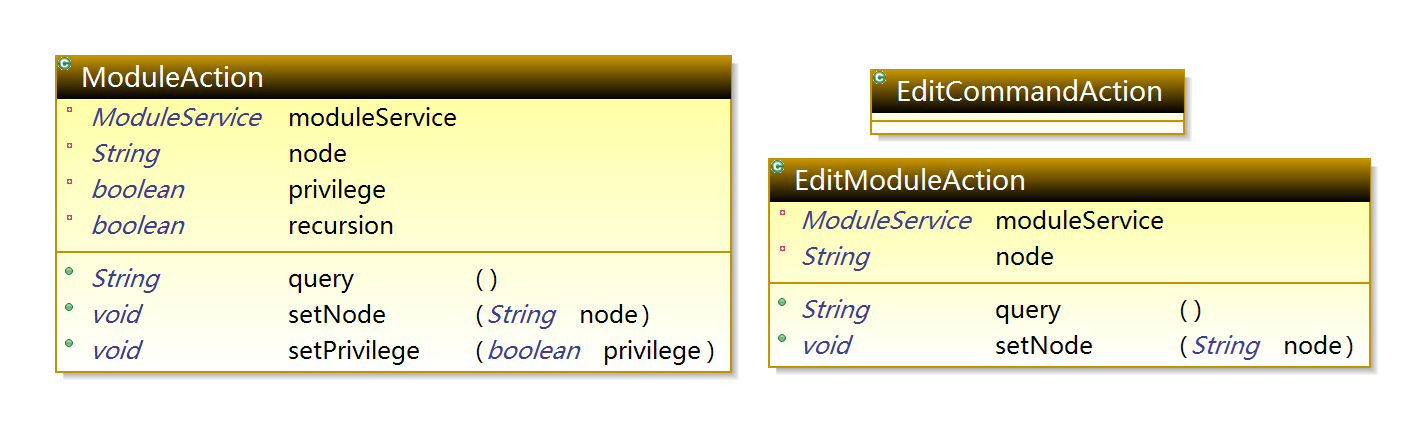 ModuleAction
ModuleService moduleService
String node
boolean privilege
boolean recursion
String query ()
void setNode (String node)
void setPrivilege (boolean privilege)
EditCommandAction
EditModuleAction
ModuleService moduleService
String node
String query ()
void setNode (String node)